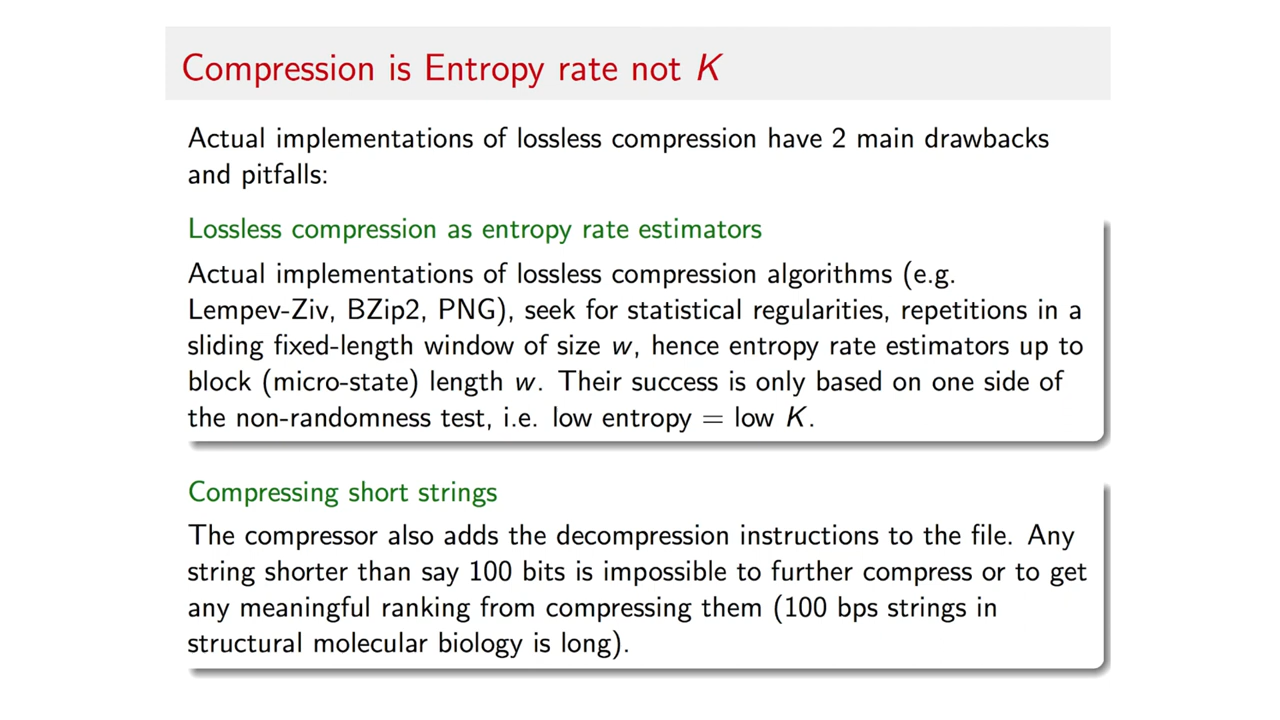 Compression is Entropy rate not K
Actual implementations of lossless compression have 2 main drawbacks
and pitfalls:
Lossless compression as entropy rate estimators
Actual implementations of lossless compression algorithms (e.g.
Lempev-Ziv, BZip2, PNG), seek for statistical regularities, repetitions in a
sliding fixed-length window of size w, hence entropy rate estimators up to
block (micro-state) length w. Their success is only based on one side of
the non-randomness test, i.e. low entropy = low K.
Compressing short strings
The compressor also adds the decompression instructions to the file. Any
string shorter than say 100 bits is impossible to further compress or to get
any meaningful ranking from compressing them (100 bps strings in
structural molecular biology is long).